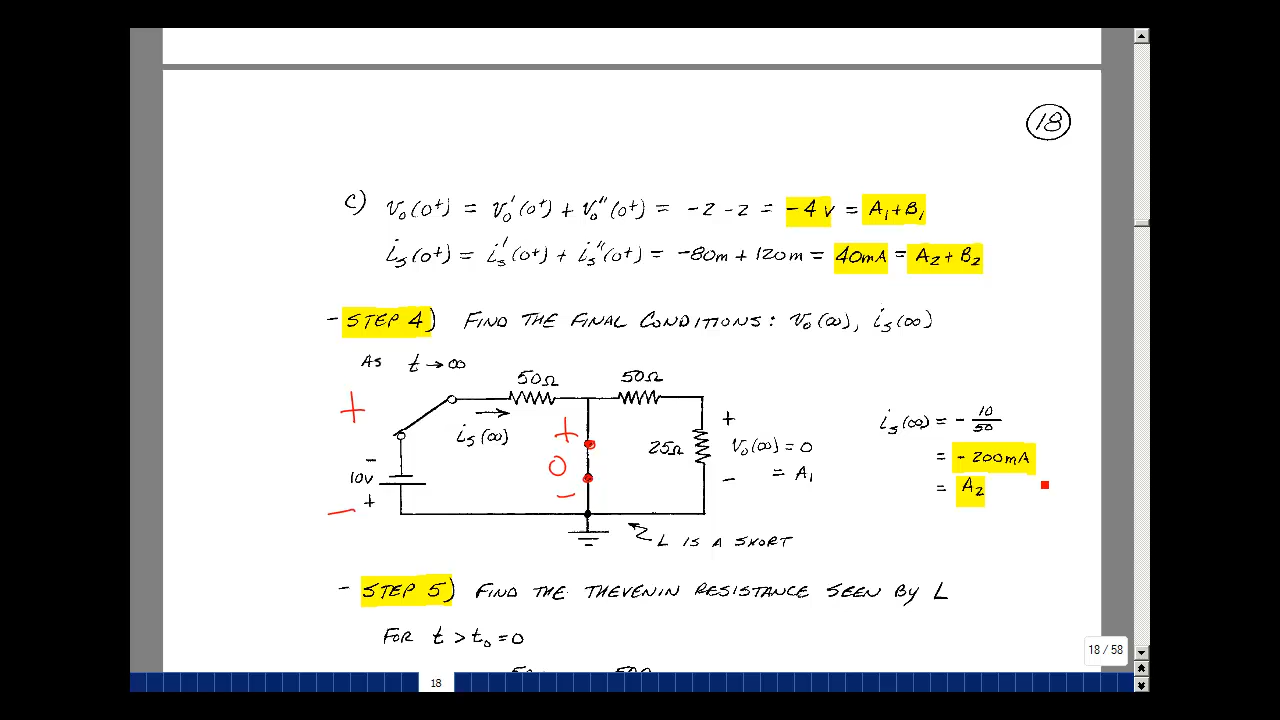 18
c) v₀(0⁺) = v₀'(0⁺) + v₀''(0⁺) = -2 - 2 = -4v = A₁+B₁
iₛ(0⁺) = iₛ'(0⁺) + iₛ''(0⁺) = -80m + 120m = 40mA = A₂ + B₂
- STEP 4) FIND THE FINAL CONDITIONS: v₀(∞), iₛ(∞)
AS t → ∞
50Ω
50Ω
+
iₛ(∞)
+
0
-
-
10v
+
-
25Ω
+
v₀(∞) = 0
= A₁
-
iₛ(∞) = - 10/50
= -200mA
= A₂
L IS A SHORT
- STEP 5) FIND THE THEVENIN RESISTANCE SEEN BY L
FOR t > t₀ = 0
18 / 58
18